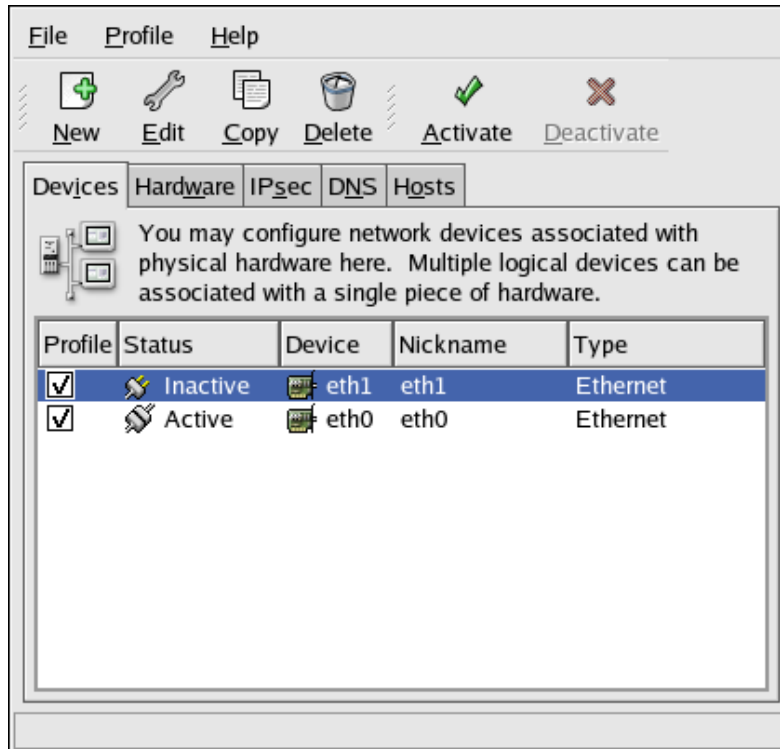 File Profile Help
New Edit Copy Delete Activate Deactivate
Devices Hardware IPsec DNS Hosts
You may configure network devices associated with
physical hardware here. Multiple logical devices can be
associated with a single piece of hardware.
Profile Status Device Nickname Type
Inactive eth1 eth1 Ethernet
Active eth0 eth0 Ethernet